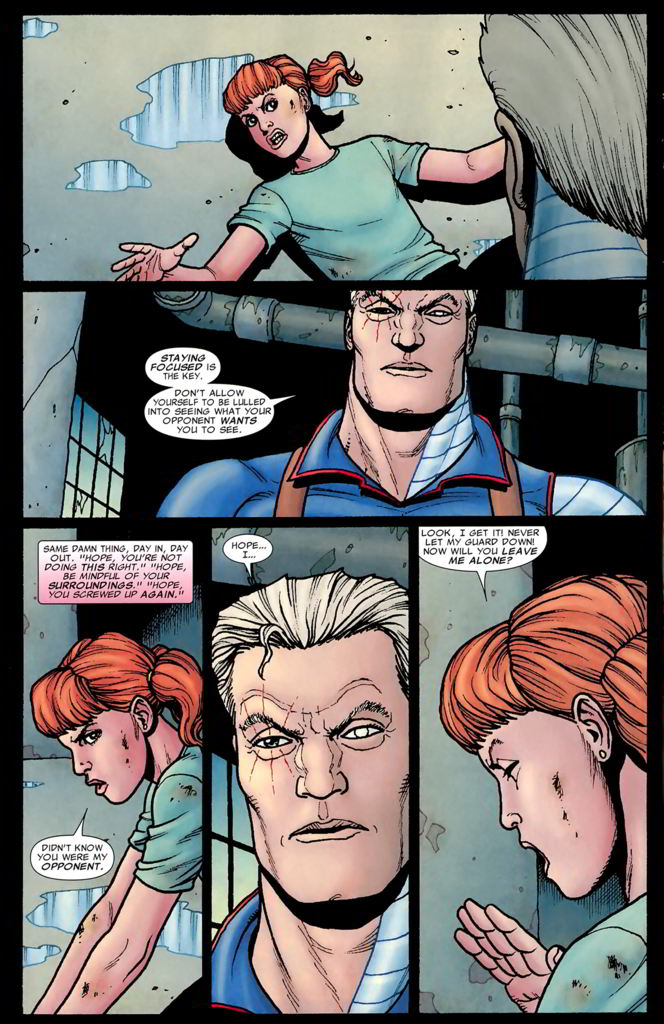 STAYING
FOCUSED IS
THE KEY.
DON'T ALLOW
YOURSELF TO BE LULLED
INTO SEEING WHAT YOUR
OPPONENT WANTS
YOU TO SEE.
SAME DAMN THING, DAY IN, DAY
OUT. "HOPE, YOU'RE NOT
DOING THIS RIGHT." "HOPE,
BE MINDFUL OF YOUR
SURROUNDINGS." "HOPE,
YOU SCREWED UP AGAIN."
DIDN'T KNOW
YOU WERE MY
OPPONENT.
HOPE...
I...
LOOK, I GET IT! NEVER
LET MY GUARD DOWN!
NOW WILL YOU LEAVE
ME ALONE?